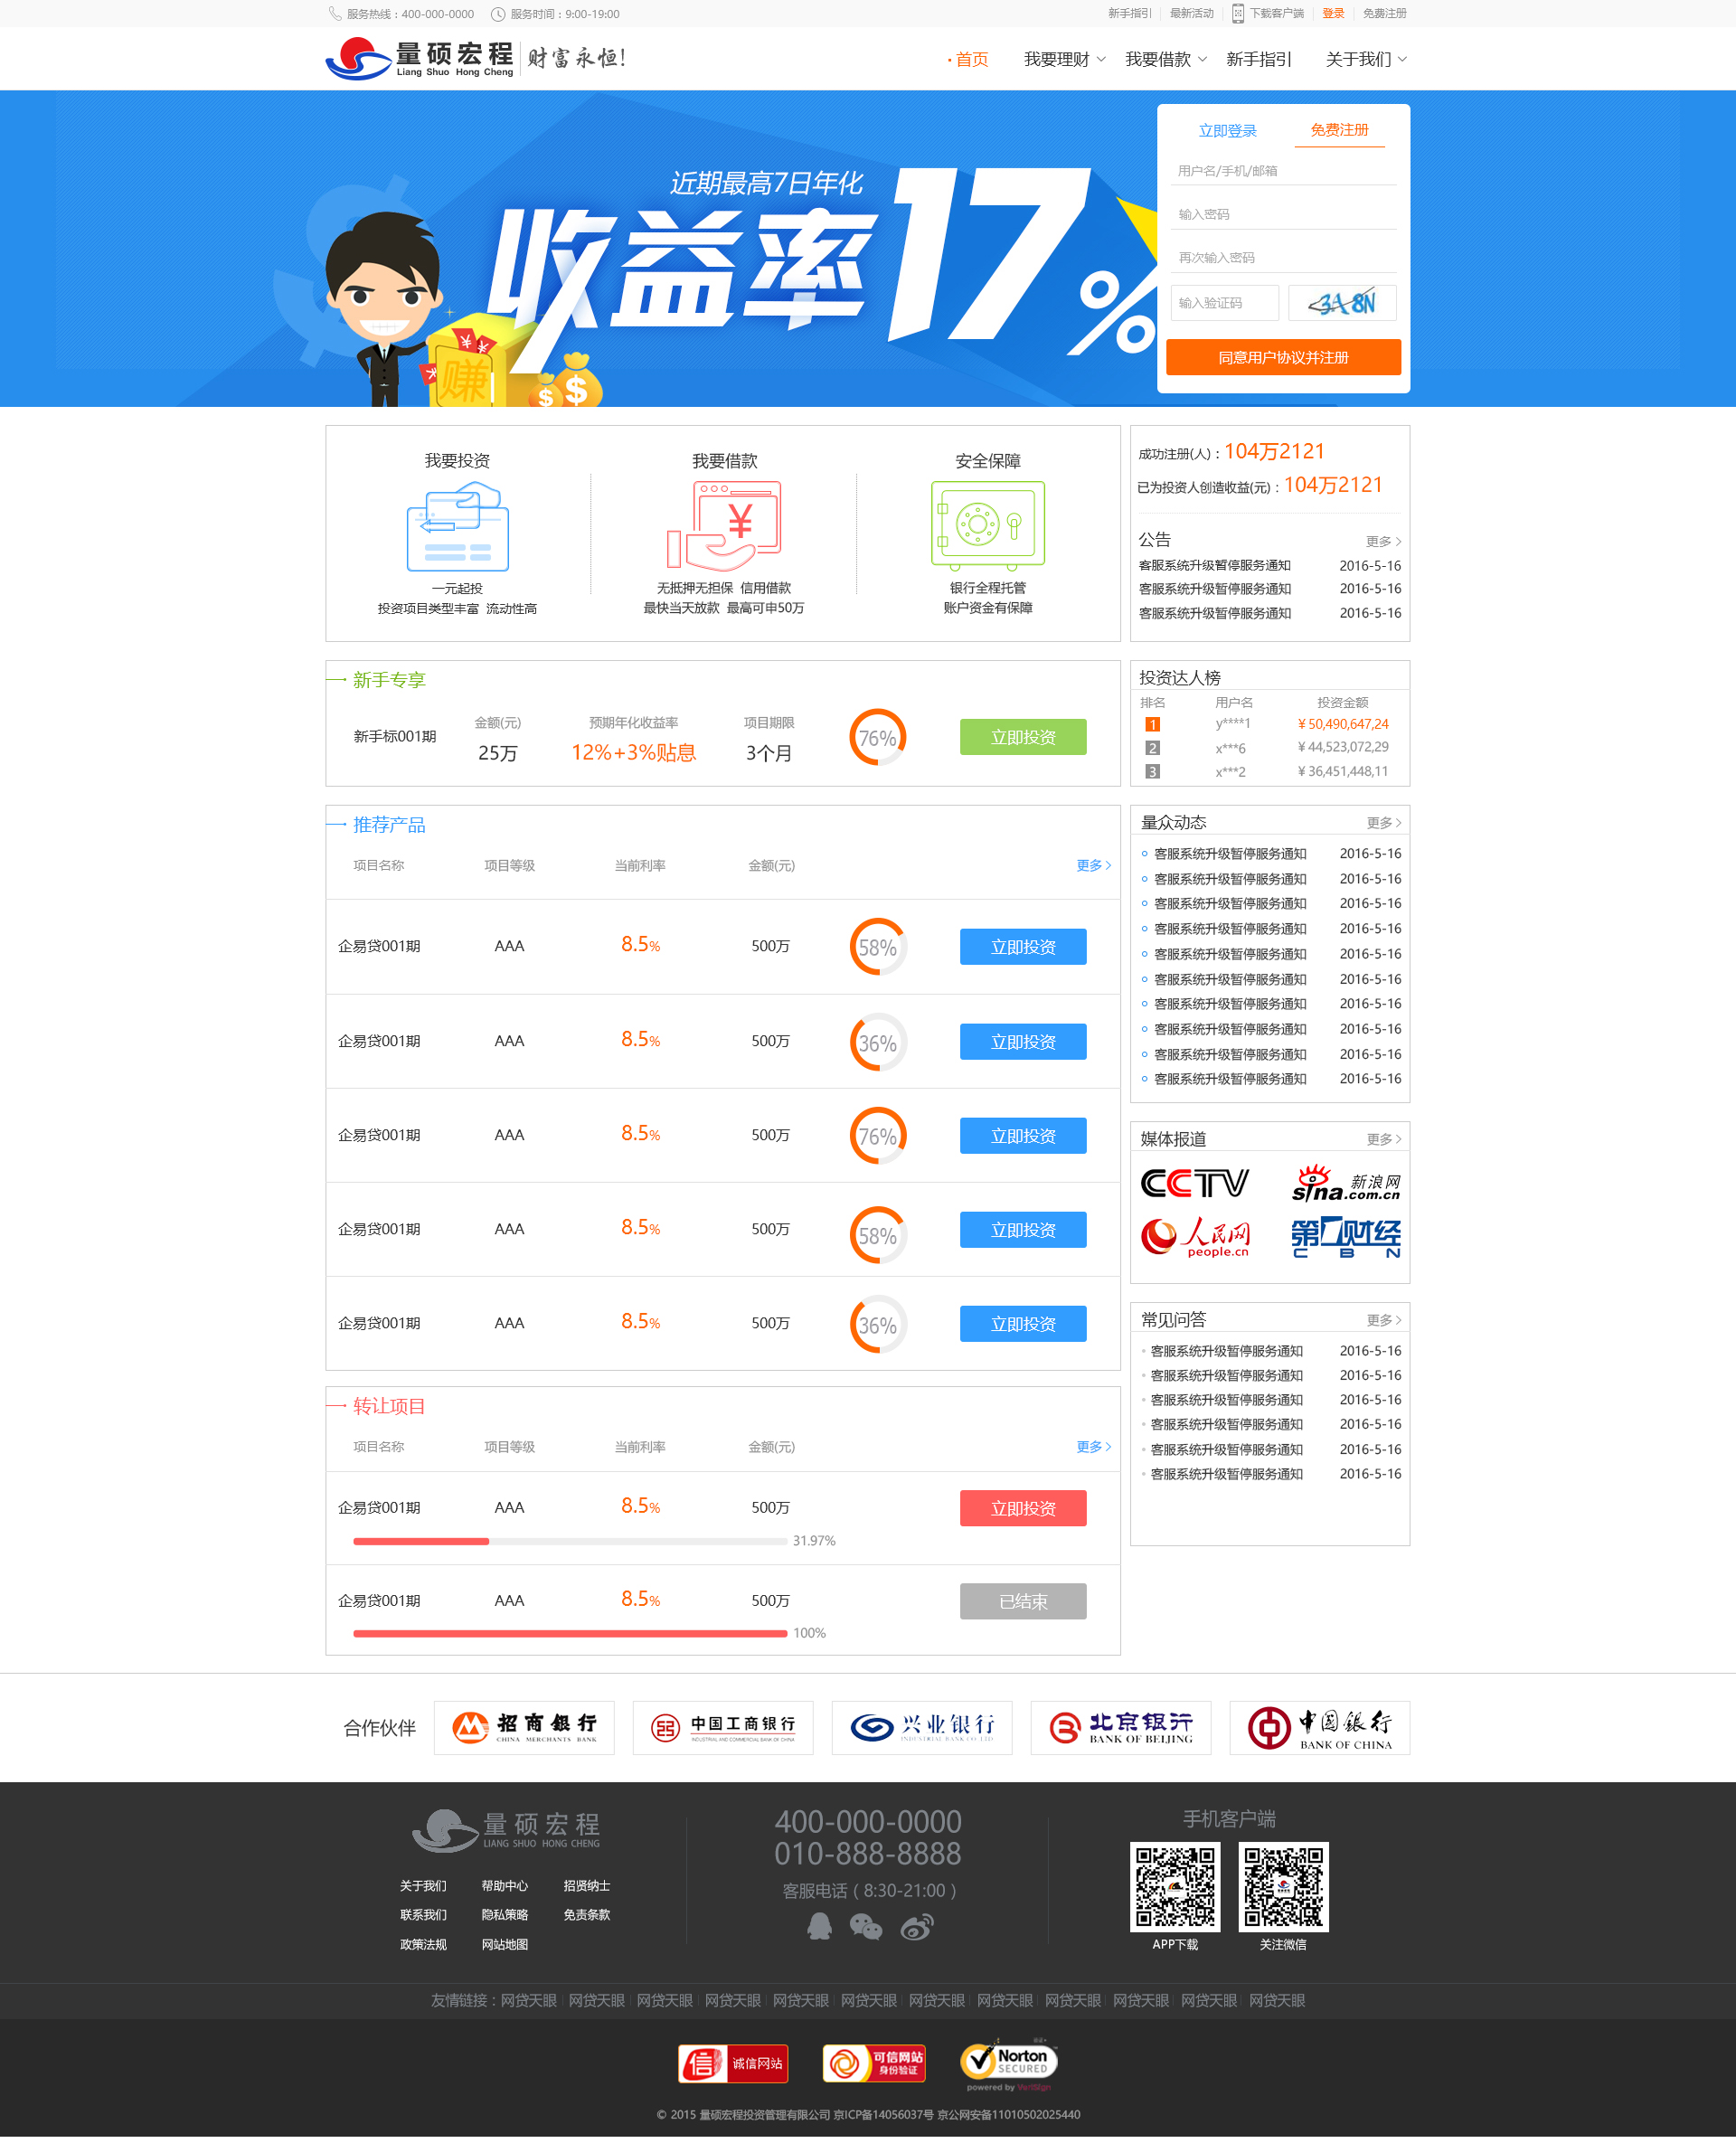 服务热线：400-000-0000 服务时间：9:00-19:00 新手指引 最新活动 下载客户端 登录 免费注册
量硕宏程 财富永恒!
Liang Shuo Hong Cheng
首页 我要理财 我要借款 新手指引 关于我们
近期最高7日年化
收益率17%
赚
立即登录 免费注册
用户名/手机/邮箱
输入密码
再次输入密码
输入验证码 3A8N
同意用户协议并注册
我要投资 我要借款 安全保障
一元起投 无抵押无担保 信用借款 银行全程托管
投资项目类型丰富 流动性高 最快当天放款 最高可申50万 账户资金有保障
成功注册(人)：104万2121
已为投资人创造收益(元)：104万2121
公告 更多
客服系统升级暂停服务通知 2016-5-16
客服系统升级暂停服务通知 2016-5-16
客服系统升级暂停服务通知 2016-5-16
新手专享
金额(元) 预期年化收益率 项目期限
新手标001期 25万 12%+3%贴息 3个月 76% 立即投资
投资达人榜
排名 用户名 投资金额
1 y****1 ¥ 50,490,647,24
2 x***6 ¥ 44,523,072,29
3 x***2 ¥ 36,451,448,11
推荐产品
项目名称 项目等级 当前利率 金额(元) 更多
企易贷001期 AAA 8.5% 500万 58% 立即投资
企易贷001期 AAA 8.5% 500万 36% 立即投资
企易贷001期 AAA 8.5% 500万 76% 立即投资
企易贷001期 AAA 8.5% 500万 58% 立即投资
企易贷001期 AAA 8.5% 500万 36% 立即投资
量众动态 更多
客服系统升级暂停服务通知 2016-5-16
客服系统升级暂停服务通知 2016-5-16
客服系统升级暂停服务通知 2016-5-16
客服系统升级暂停服务通知 2016-5-16
客服系统升级暂停服务通知 2016-5-16
客服系统升级暂停服务通知 2016-5-16
客服系统升级暂停服务通知 2016-5-16
客服系统升级暂停服务通知 2016-5-16
客服系统升级暂停服务通知 2016-5-16
客服系统升级暂停服务通知 2016-5-16
媒体报道 更多
CCTV sina新浪网 .com.cn
人民网 people.cn 第1财经 CBN
常见问答 更多
客服系统升级暂停服务通知 2016-5-16
客服系统升级暂停服务通知 2016-5-16
客服系统升级暂停服务通知 2016-5-16
客服系统升级暂停服务通知 2016-5-16
客服系统升级暂停服务通知 2016-5-16
客服系统升级暂停服务通知 2016-5-16
转让项目
项目名称 项目等级 当前利率 金额(元) 更多
企易贷001期 AAA 8.5% 500万 立即投资
31.97%
企易贷001期 AAA 8.5% 500万 已结束
100%
合作伙伴
招商银行 CHINA MERCHANTS BANK
中国工商银行 INDUSTRIAL AND COMMERCIAL BANK OF CHINA
兴业银行 INDUSTRIAL BANK CO LTD
北京银行 BANK OF BEIJING
中国银行 BANK OF CHINA
量硕宏程
LIANG SHUO HONG CHENG
关于我们 帮助中心 招贤纳士
联系我们 隐私策略 免责条款
政策法规 网站地图
400-000-0000
010-888-8888
客服电话（8:30-21:00）
手机客户端
APP下载 关注微信
友情链接：网贷天眼 网贷天眼 网贷天眼 网贷天眼 网贷天眼 网贷天眼 网贷天眼 网贷天眼 网贷天眼 网贷天眼 网贷天眼 网贷天眼
信 诚信网站 可信网站 身份验证 Norton SECURED powered by VeriSign
© 2015 量硕宏程投资管理有限公司 京ICP备14056037号 京公网安备11010502025440